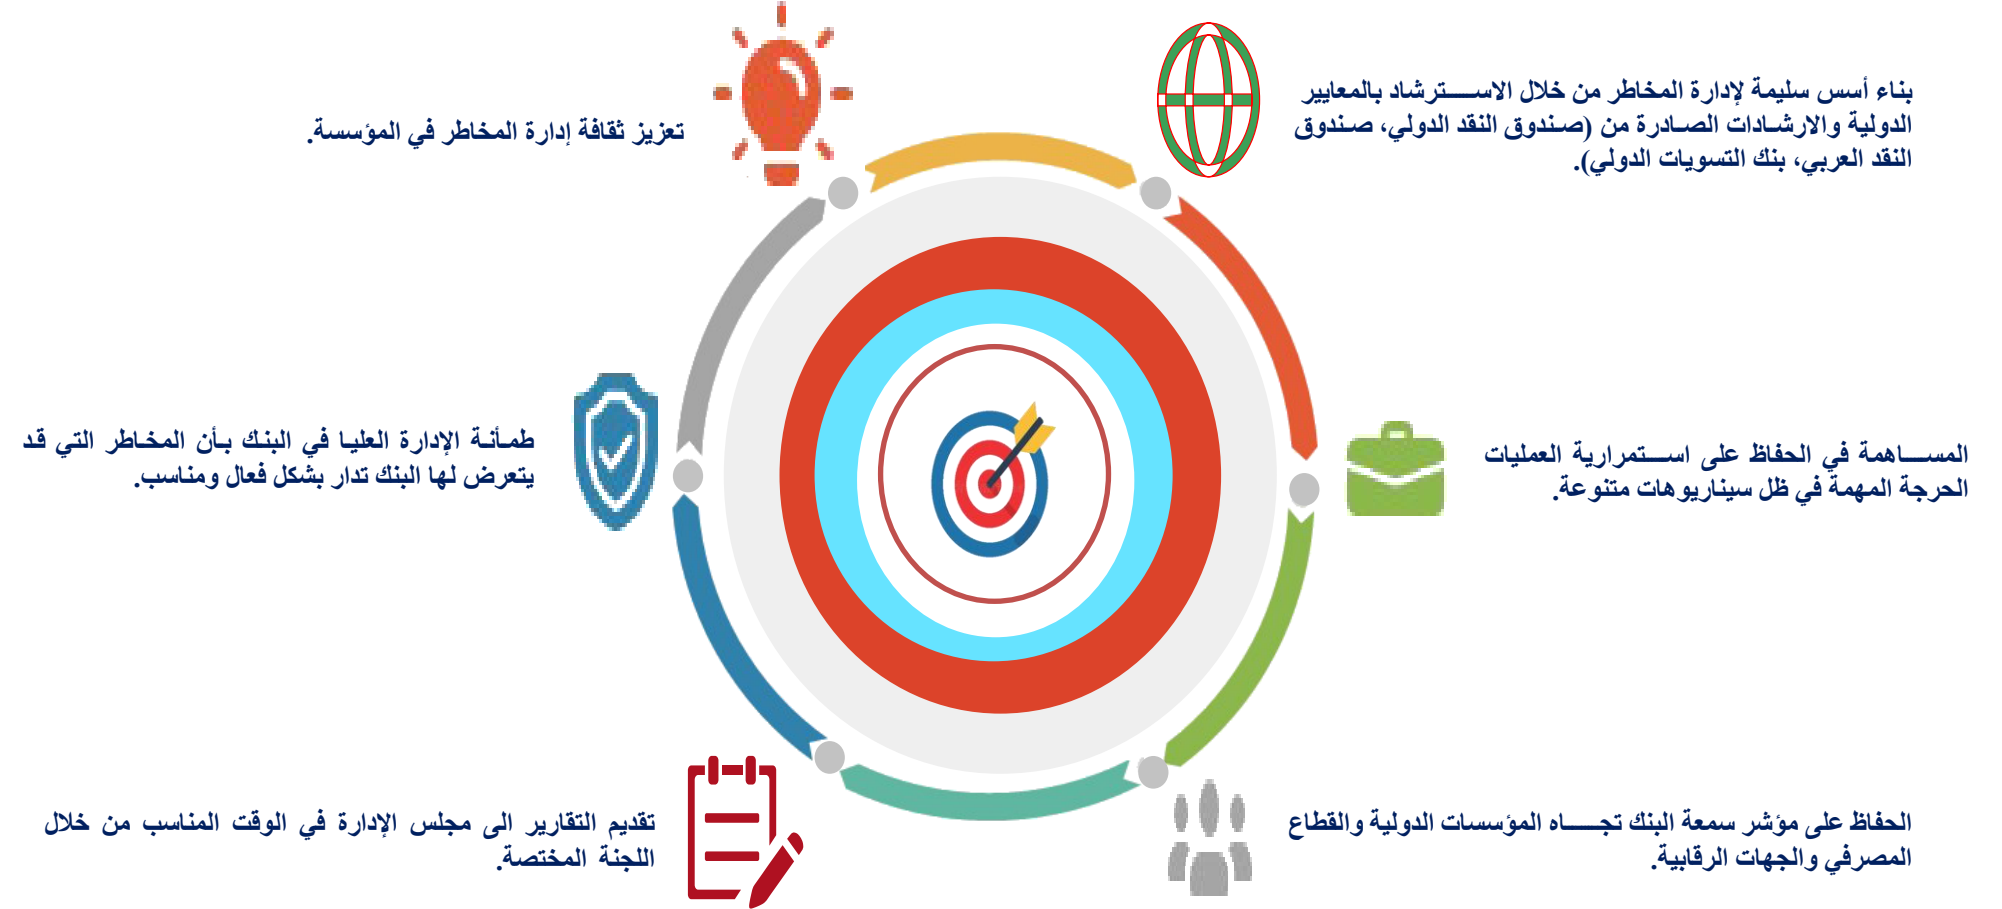 بناء أسس سليمة لإدارة المخاطر من خلال الاسترشاد بالمعايير
الدولية والارشادات الصادرة من (صندوق النقد الدولي، صندوق
النقد العربي، بنك التسويات الدولي).
المساهمة في الحفاظ على استمرارية العمليات
الحرجة المهمة في ظل سيناريوهات متنوعة.
الحفاظ على مؤشر سمعة البنك تجاه المؤسسات الدولية والقطاع
المصرفي والجهات الرقابية.
تعزيز ثقافة إدارة المخاطر في المؤسسة.
طمأنة الإدارة العليا في البنك بأن المخاطر التي قد
يتعرض لها البنك تدار بشكل فعال ومناسب.
تقديم التقارير الى مجلس الإدارة في الوقت المناسب من خلال
اللجنة المختصة.